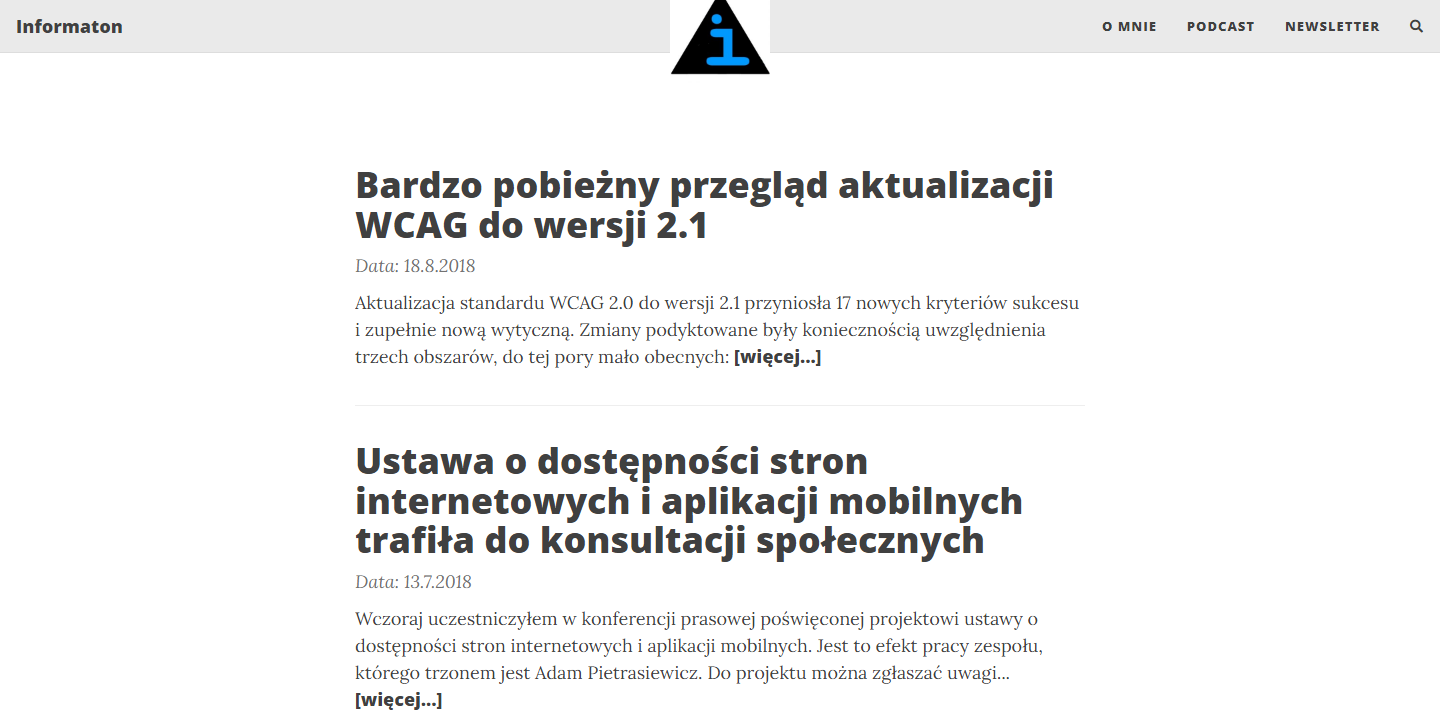 Informaton
i
O MNIE
PODCAST
NEWSLETTER
Bardzo pobieżny przegląd aktualizacji
WCAG do wersji 2.1
Data: 18.8.2018
Aktualizacja standardu WCAG 2.0 do wersji 2.1 przyniosła 17 nowych kryteriów sukcesu
i zupełnie nową wytyczną. Zmiany podyktowane były koniecznością uwzględnienia
trzech obszarów, do tej pory mało obecnych: [więcej...]
Ustawa o dostępności stron
internetowych i aplikacji mobilnych
trafiła do konsultacji społecznych
Data: 13.7.2018
Wczoraj uczestniczyłem w konferencji prasowej poświęconej projektowi ustawy o
dostępności stron internetowych i aplikacji mobilnych. Jest to efekt pracy zespołu,
którego trzonem jest Adam Pietrasiewicz. Do projektu można zgłaszać uwagi...
[więcej...]